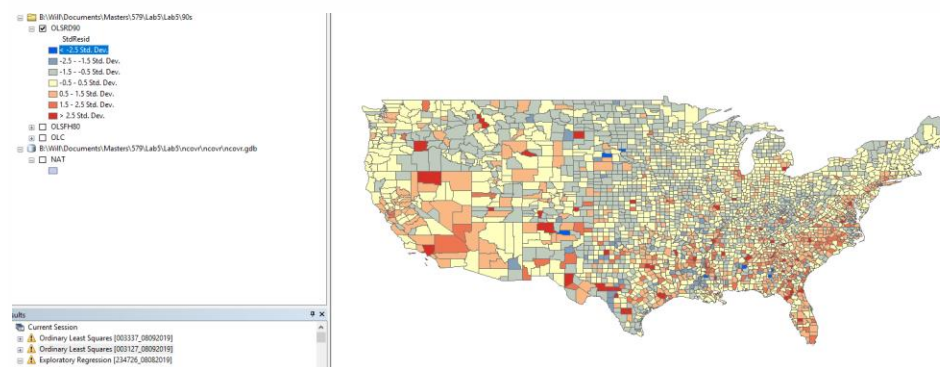 B:\Will\Documents\Masters\579\Lab5\Lab5\90s
OLSRD90
StdResid
< -2.5 Std. Dev.
-2.5 - -1.5 Std. Dev.
-1.5 - -0.5 Std. Dev.
-0.5 - 0.5 Std. Dev.
0.5 - 1.5 Std. Dev.
1.5 - 2.5 Std. Dev.
> 2.5 Std. Dev.
OLSFH80
OLC
B:\Will\Documents\Masters\579\Lab5\Lab5\ncovr\ncovr\ncovr.gdb
NAT
ults
Current Session
Ordinary Least Squares [003337_08092019]
Ordinary Least Squares [003127_08092019]
Exploratory Regression [234726_08082019]